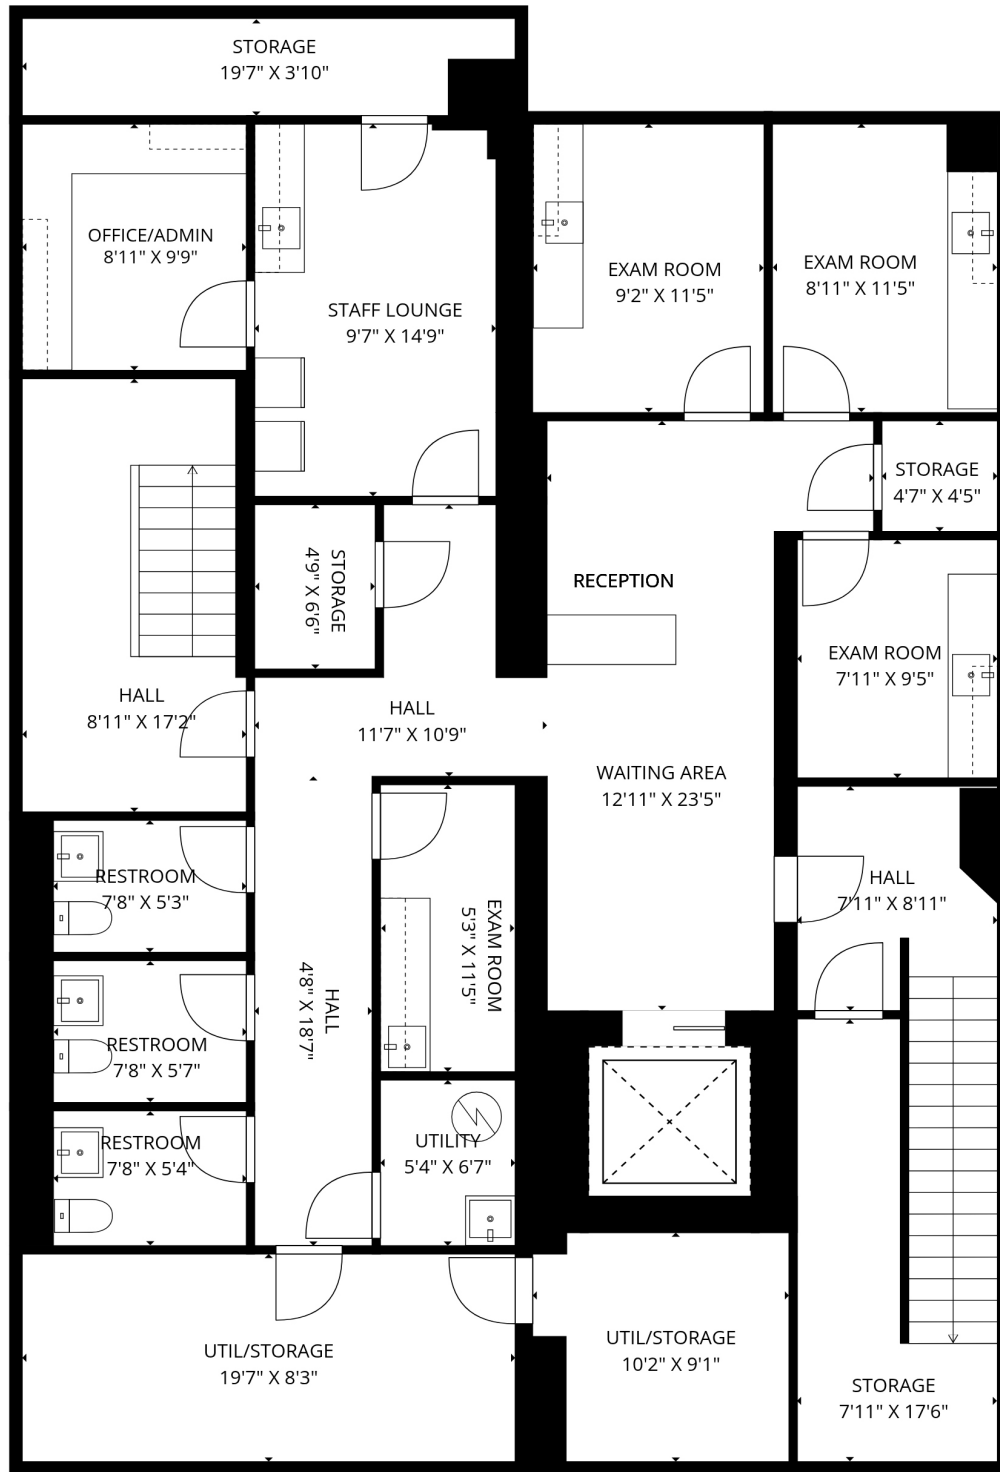 STORAGE
19'7" X 3'10"
OFFICE/ADMIN
8'11" X 9'9"
STAFF LOUNGE
9'7" X 14'9"
EXAM ROOM
9'2" X 11'5"
EXAM ROOM
8'11" X 11'5"
STORAGE
4'7" X 4'5"
STORAGE
4'9" X 6'6"
RECEPTION
EXAM ROOM
7'11" X 9'5"
HALL
8'11" X 17'2"
HALL
11'7" X 10'9"
WAITING AREA
12'11" X 23'5"
RESTROOM
7'8" X 5'3"
EXAM ROOM
5'3" X 11'5"
HALL
7'11" X 8'11"
HALL
4'8" X 18'7"
RESTROOM
7'8" X 5'7"
RESTROOM
7'8" X 5'4"
UTILITY
5'4" X 6'7"
UTIL/STORAGE
19'7" X 8'3"
UTIL/STORAGE
10'2" X 9'1"
STORAGE
7'11" X 17'6"